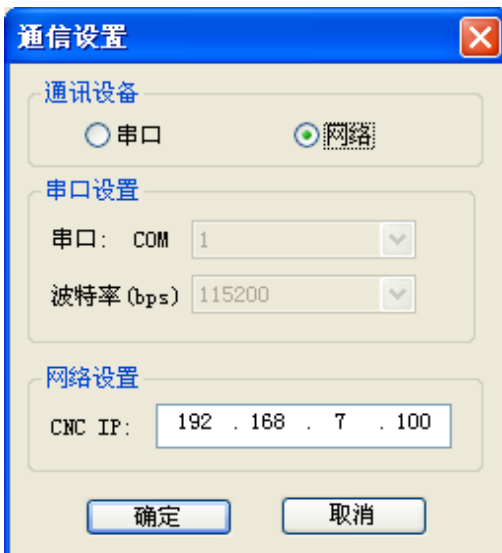 通信设置
通讯设备
串口 网络
串口设置
串口: COM 1
波特率(bps) 115200
网络设置
CNC IP: 192 . 168 . 7 . 100
确定 取消